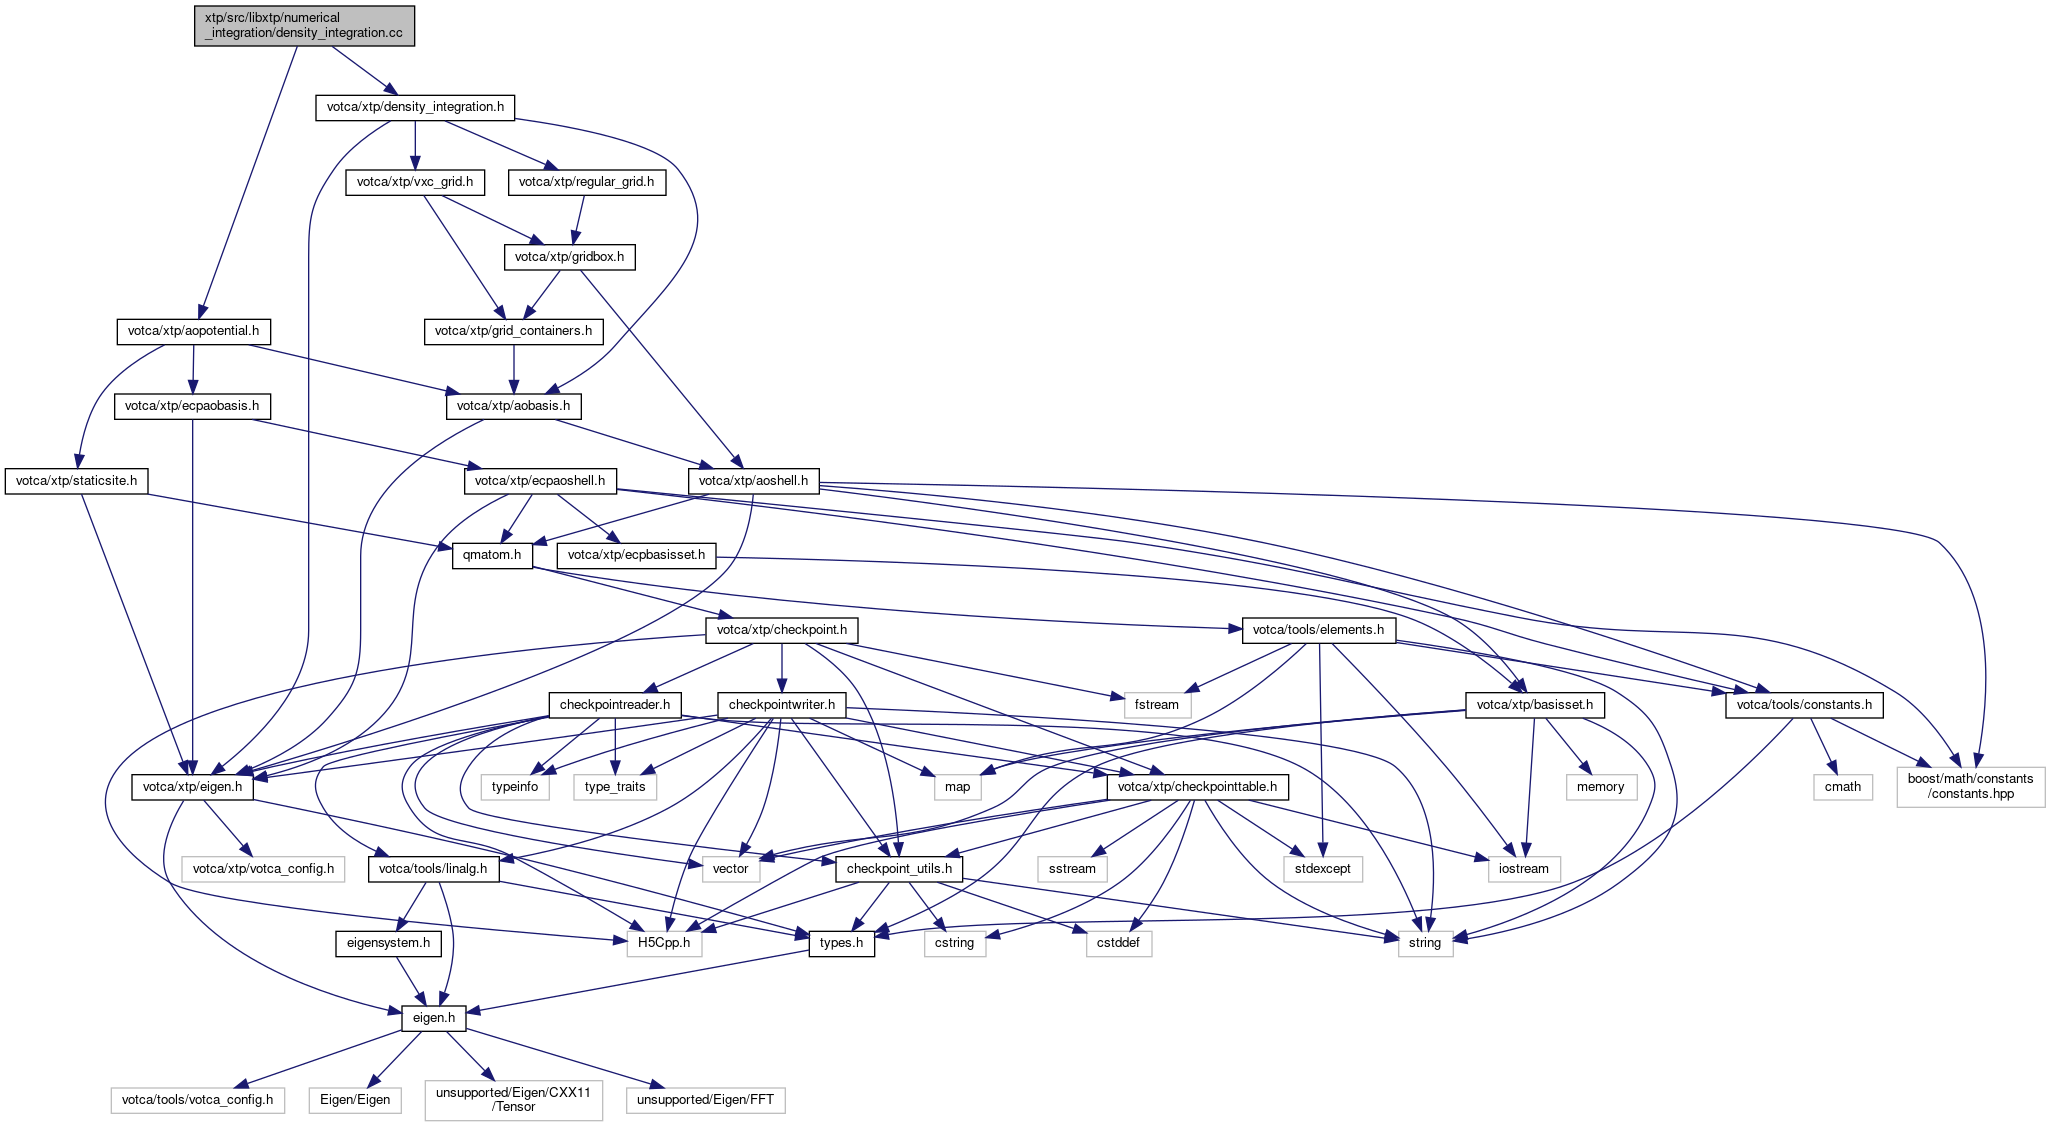 xtp/src/libxtp/numerical
_integration/density_integration.cc
votca/xtp/density_integration.h
votca/xtp/vxc_grid.h
votca/xtp/regular_grid.h
votca/xtp/gridbox.h
votca/xtp/aopotential.h
votca/xtp/grid_containers.h
votca/xtp/ecpaobasis.h
votca/xtp/aobasis.h
votca/xtp/staticsite.h
votca/xtp/ecpaoshell.h
votca/xtp/aoshell.h
qmatom.h
votca/xtp/ecpbasisset.h
votca/xtp/checkpoint.h
votca/tools/elements.h
checkpointreader.h
checkpointwriter.h
fstream
votca/xtp/basisset.h
votca/tools/constants.h
votca/xtp/eigen.h
typeinfo
type_traits
map
votca/xtp/checkpointtable.h
memory
cmath
boost/math/constants
/constants.hpp
votca/xtp/votca_config.h
votca/tools/linalg.h
vector
checkpoint_utils.h
sstream
stdexcept
iostream
eigensystem.h
H5Cpp.h
types.h
cstring
cstddef
string
eigen.h
votca/tools/votca_config.h
Eigen/Eigen
unsupported/Eigen/CXX11
/Tensor
unsupported/Eigen/FFT